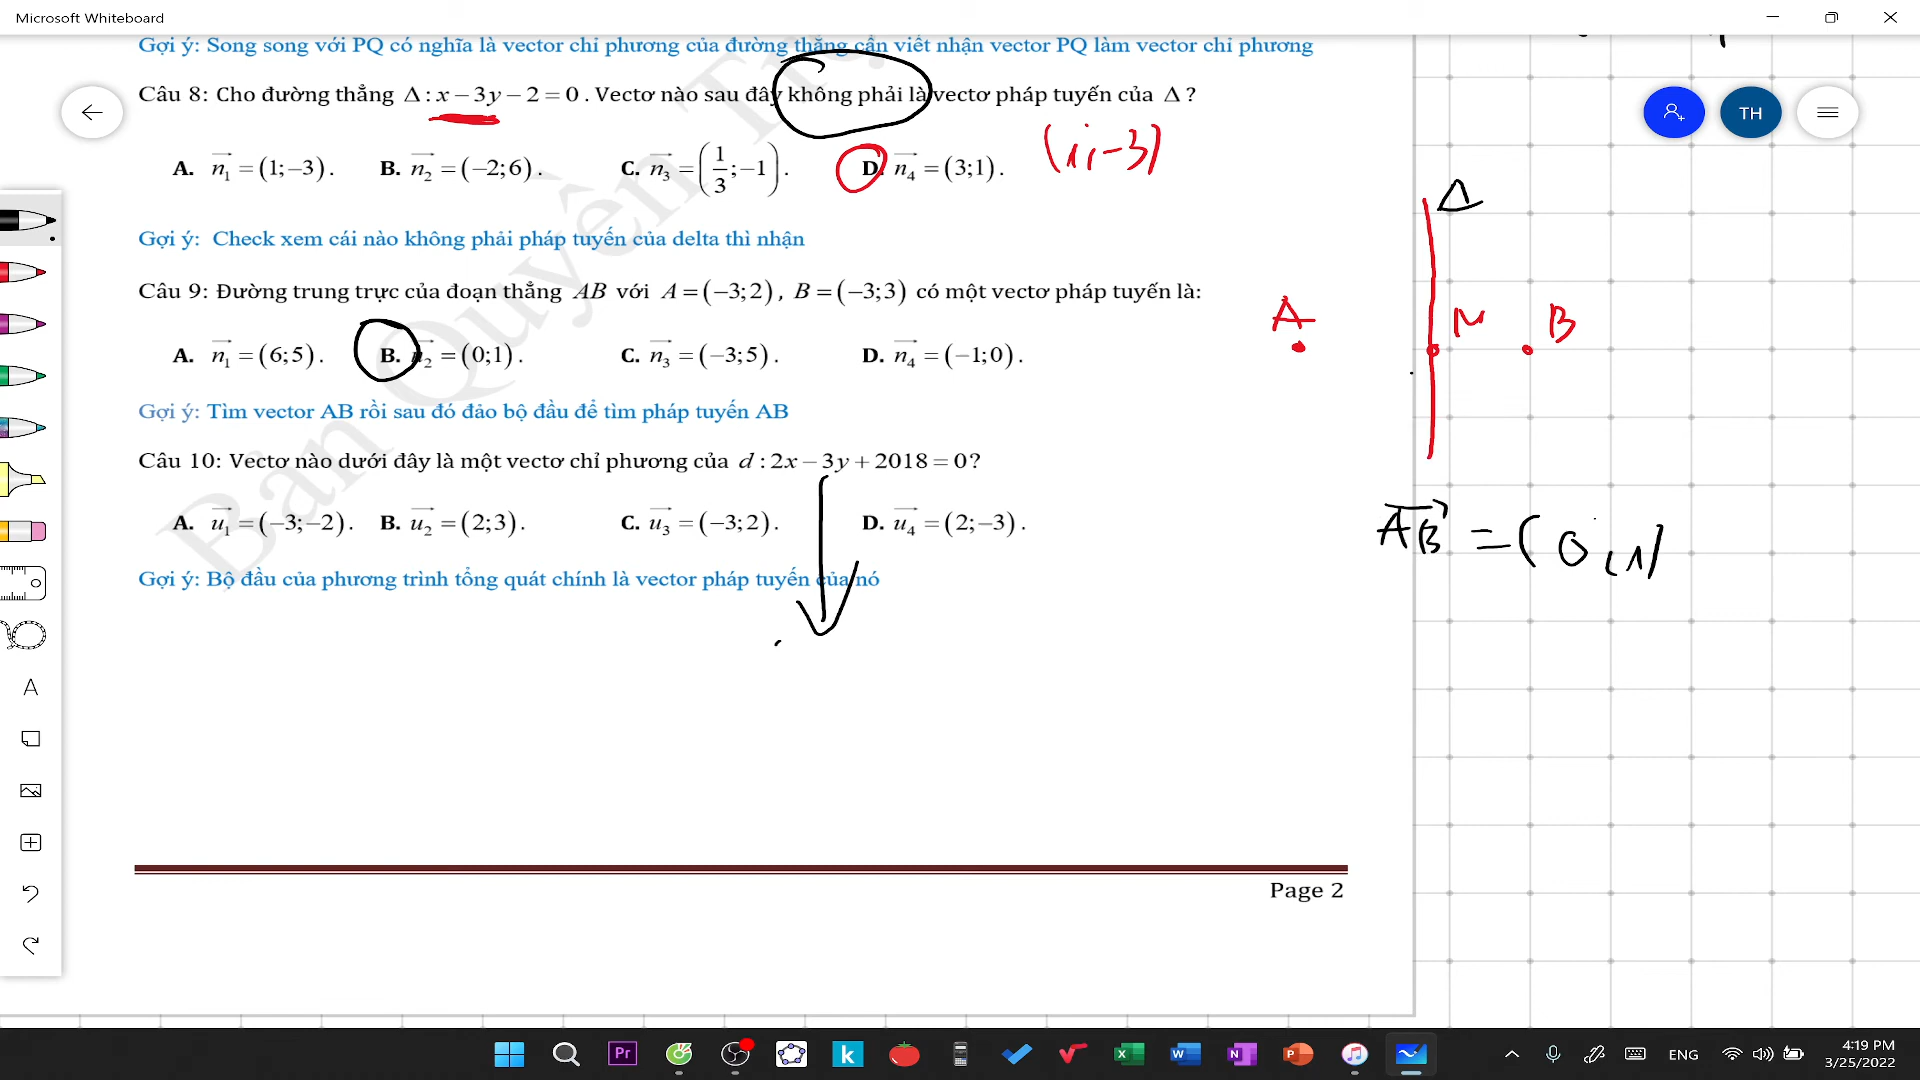 Microsoft Whiteboard
Gợi ý: Song song với PQ có nghĩa là vector chỉ phương của đường thẳng cần viết nhận vector PQ làm vector chỉ phương
Câu 8: Cho đường thẳng Δ : x − 3y − 2 = 0 . Vectơ nào sau đây không phải là vectơ pháp tuyến của Δ ?
(1; −3)
TH
A. n₁ = (1; −3) . B. n₂ = (−2; 6) . C. n₃ = (1/3; −1) . D. n₄ = (3; 1) .
Δ
Gợi ý: Check xem cái nào không phải pháp tuyến của delta thì nhận
Câu 9: Đường trung trực của đoạn thẳng AB với A = (−3; 2) , B = (−3; 3) có một vectơ pháp tuyến là:
A M B
A. n₁ = (6; 5) . B. n₂ = (0; 1) . C. n₃ = (−3; 5) . D. n₄ = (−1; 0) .
Gợi ý: Tìm vector AB rồi sau đó đảo bộ đầu để tìm pháp tuyến AB
Câu 10: Vectơ nào dưới đây là một vectơ chỉ phương của d : 2x − 3y + 2018 = 0 ?
A. u₁ = (−3; −2) . B. u₂ = (2; 3) . C. u₃ = (−3; 2) . D. u₄ = (2; −3) .
AB = (0; 1)
Gợi ý: Bộ đầu của phương trình tổng quát chính là vector pháp tuyến của nó
Bản Quyền
A
Page 2
Pr
k
ENG
4:19 PM
3/25/2022